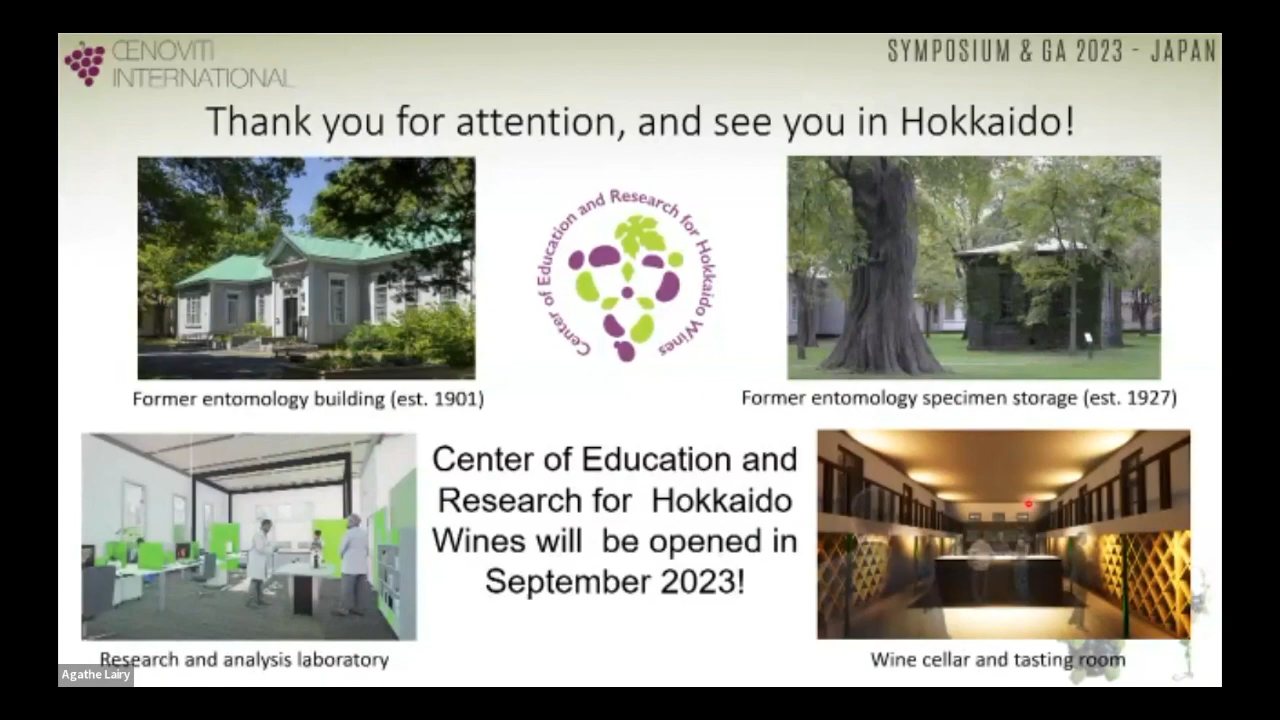 ŒNOVITI
INTERNATIONAL
SYMPOSIUM & GA 2023 - JAPAN
Thank you for attention, and see you in Hokkaido!
Center of Education and Research for Hokkaido Wines
Former entomology building (est. 1901)
Former entomology specimen storage (est. 1927)
Center of Education and
Research for Hokkaido
Wines will be opened in
September 2023!
Research and analysis laboratory
Wine cellar and tasting room
Agathe Lairy